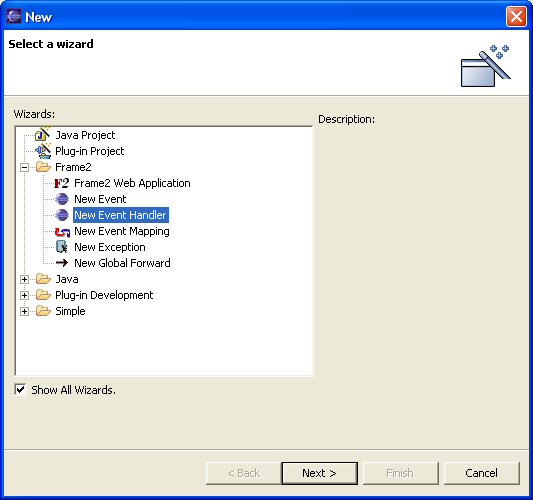 New
Select a wizard
Wizards:
Description:
Java Project
Plug-in Project
Frame2
F2 Frame2 Web Application
New Event
New Event Handler
New Event Mapping
New Exception
New Global Forward
Java
Plug-in Development
Simple
Show All Wizards.
< Back Next > Finish Cancel